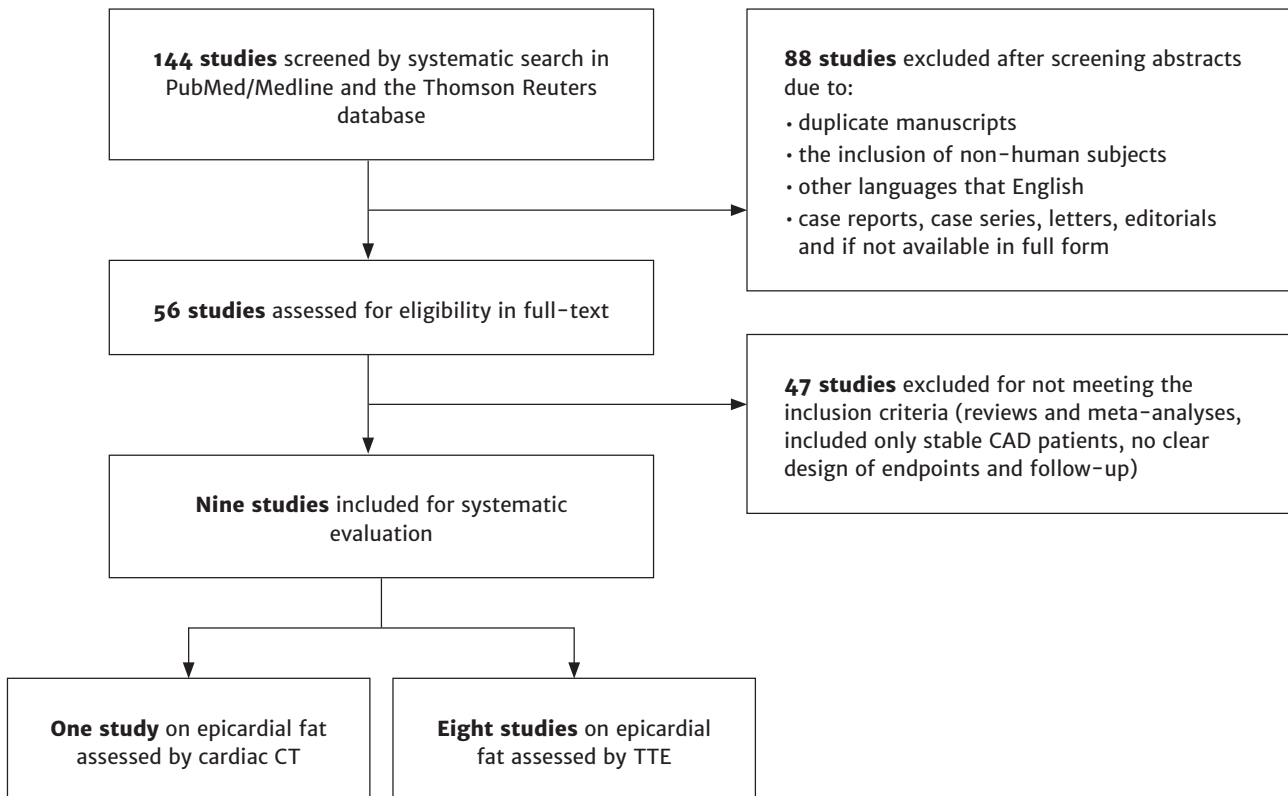 144 studies screened by systematic search in
PubMed/Medline and the Thomson Reuters
database
88 studies excluded after screening abstracts
due to:
• duplicate manuscripts
• the inclusion of non-human subjects
• other languages that English
• case reports, case series, letters, editorials
and if not available in full form
56 studies assessed for eligibility in full-text
47 studies excluded for not meeting the
inclusion criteria (reviews and meta-analyses,
included only stable CAD patients, no clear
design of endpoints and follow-up)
Nine studies included for systematic
evaluation
One study on epicardial fat
assessed by cardiac CT
Eight studies on epicardial
fat assessed by TTE